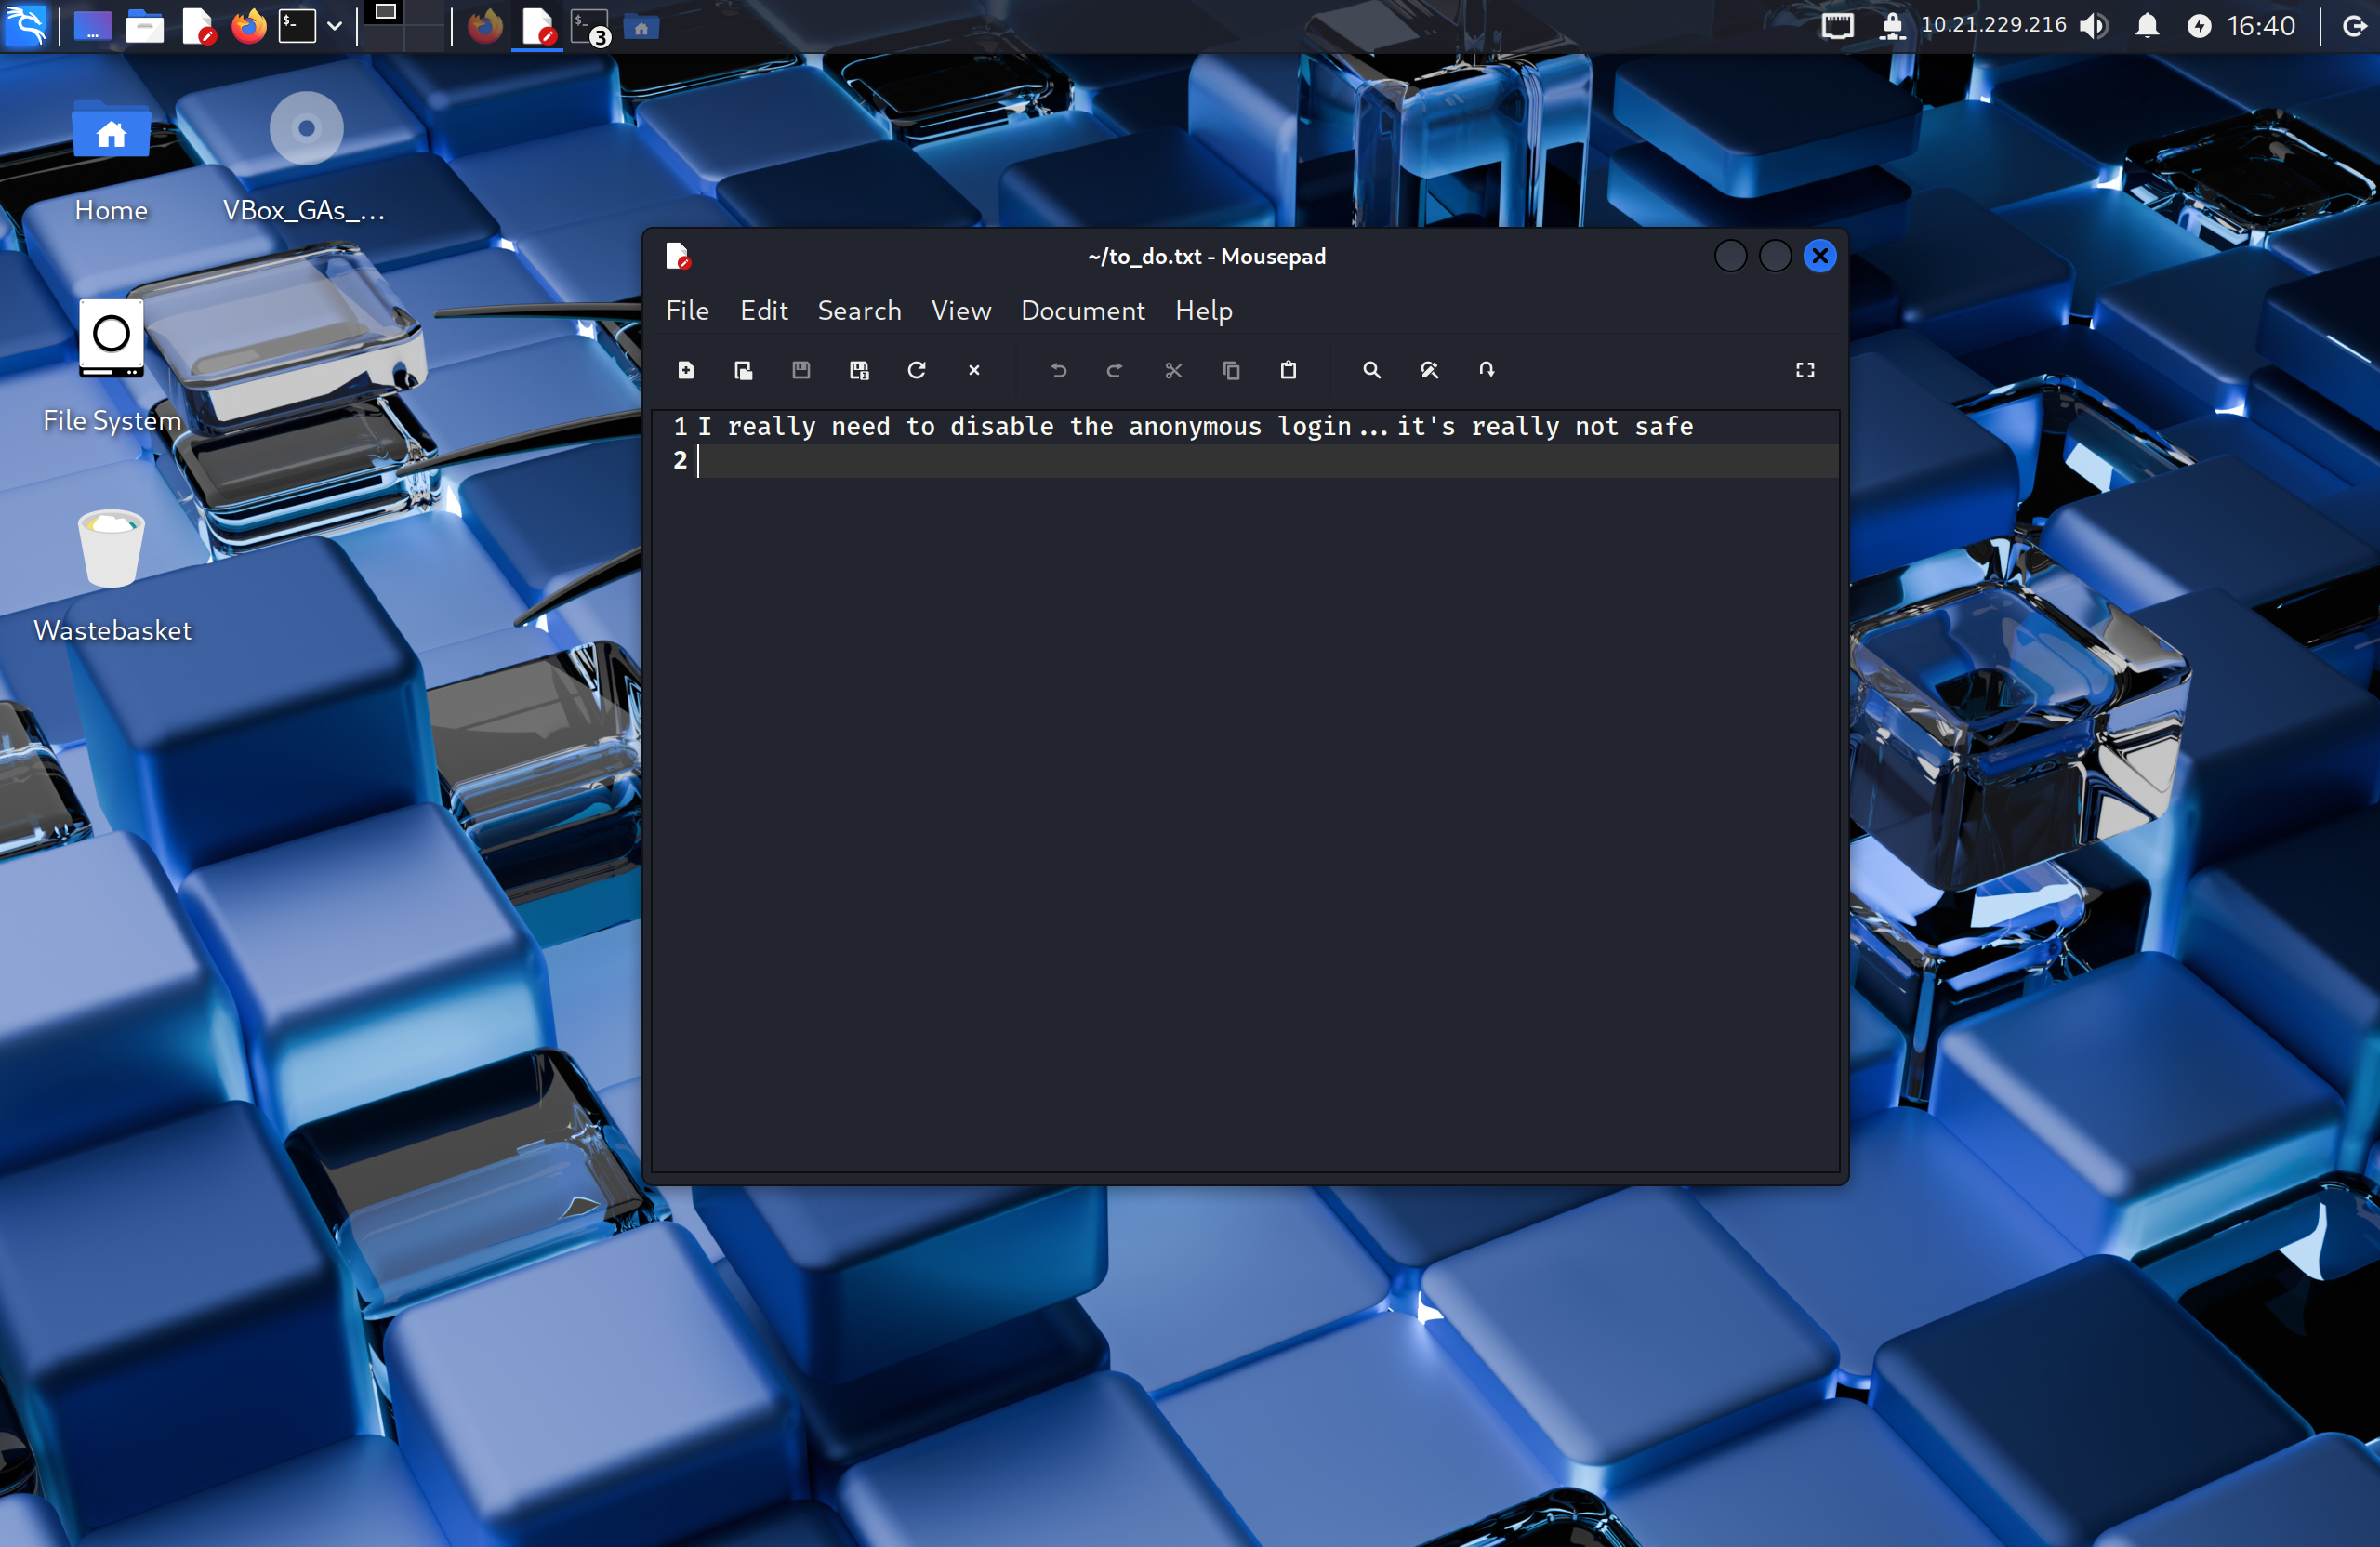 10.21.229.216
16:40
3
Home
VBox_GAs_...
File System
Wastebasket
~/to_do.txt - Mousepad
File Edit Search View Document Help
1 I really need to disable the anonymous login...it's really not safe
2